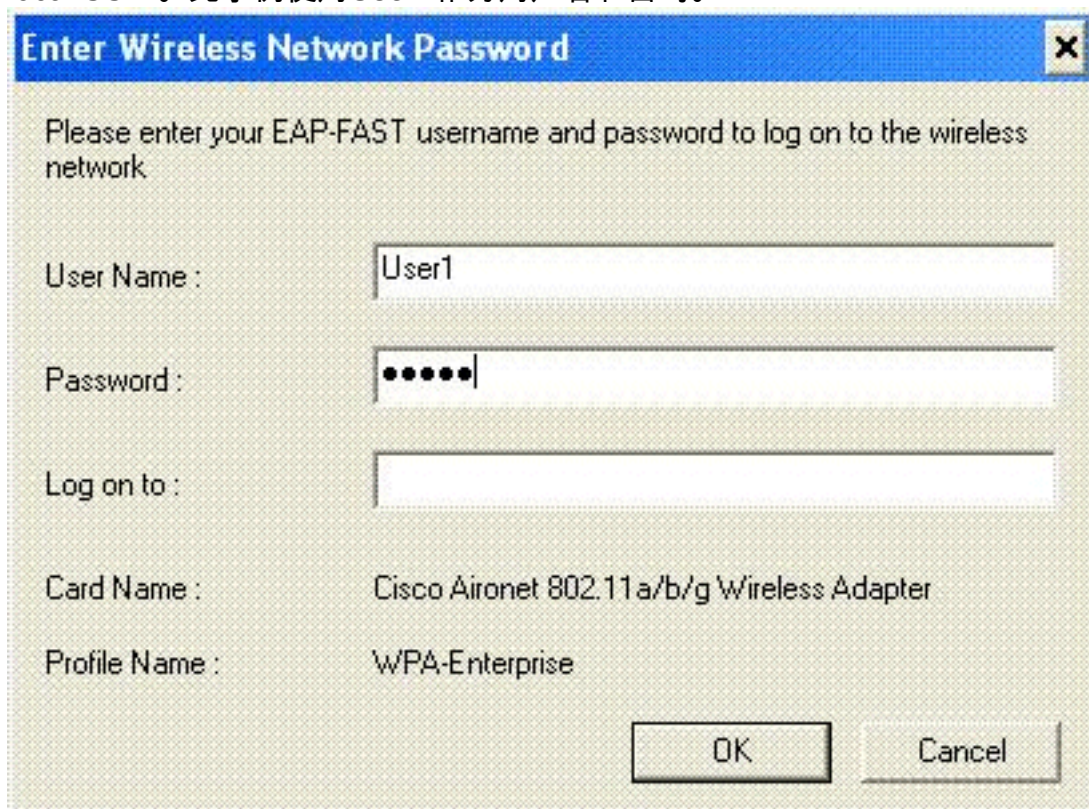 Enter Wireless Network Password
Please enter your EAP-FAST username and password to log on to the wireless
network
User Name :
User1
Password :
●●●●●
Log on to :
Card Name :
Cisco Aironet 802.11a/b/g Wireless Adapter
Profile Name :
WPA-Enterprise
OK
Cancel